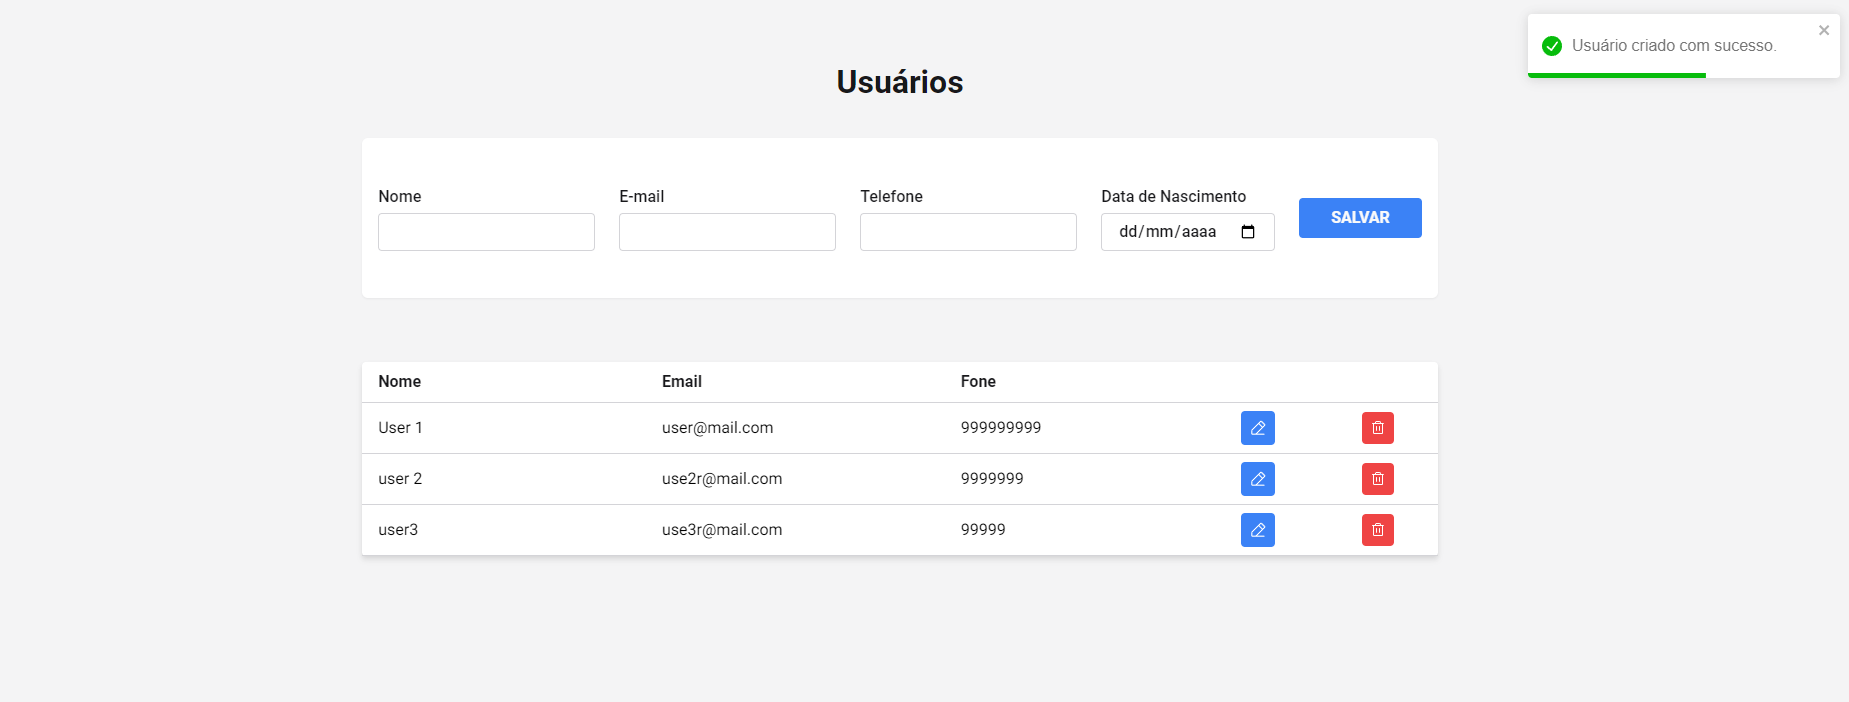 Usuário criado com sucesso.
Usuários
Nome E-mail Telefone Data de Nascimento
dd/mm/aaaa
SALVAR
Nome Email Fone
User 1 user@mail.com 999999999
user 2 use2r@mail.com 9999999
user3 use3r@mail.com 99999